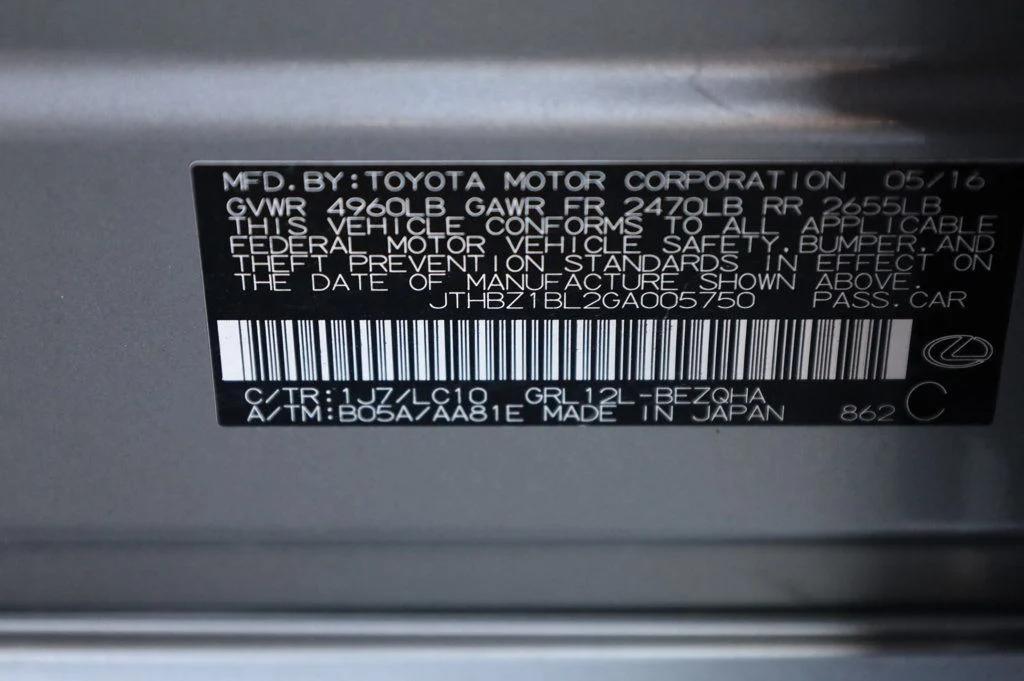 MFD.BY:TOYOTA MOTOR CORPORATION 05/16
GVWR 4960LB GAWR FR 2470LB RR 2655LB
THIS VEHICLE CONFORMS TO ALL APPLICABLE
FEDERAL MOTOR VEHICLE SAFETY,BUMPER,AND
THEFT PREVENTION STANDARDS IN EFFECT ON
THE DATE OF MANUFACTURE SHOWN ABOVE.
JTHBZ1BL2GA005750 PASS.CAR
C/TR:1J7/LC10 GRL12L-BEZQHA
A/TM:B05A/AA81E MADE IN JAPAN 862 C